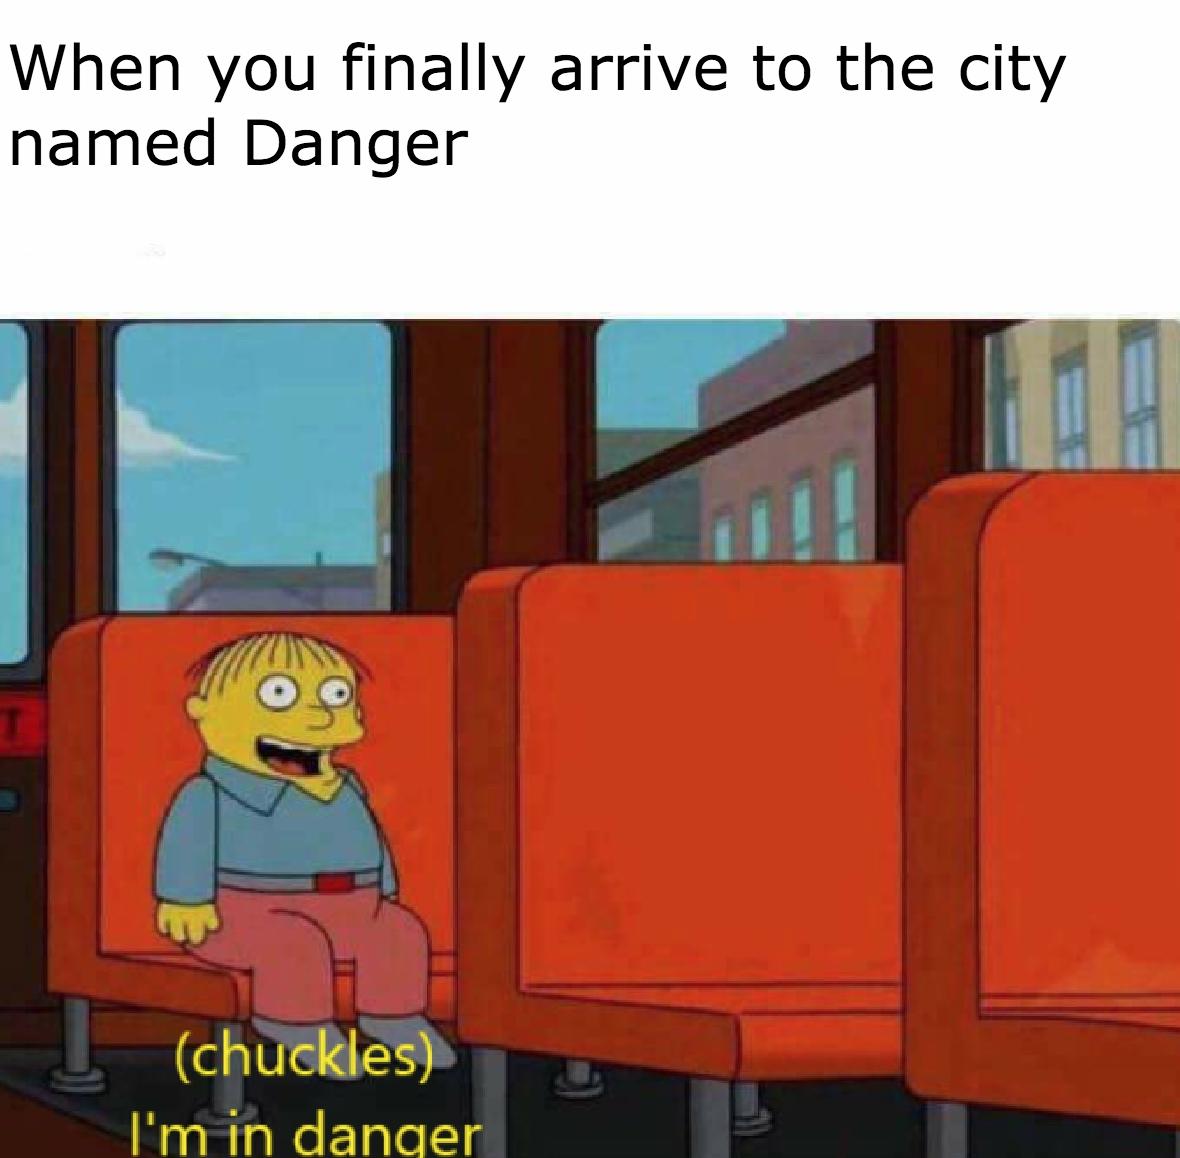 When you finally arrive to the city
named Danger
T
(chuckles)
I'm in danger